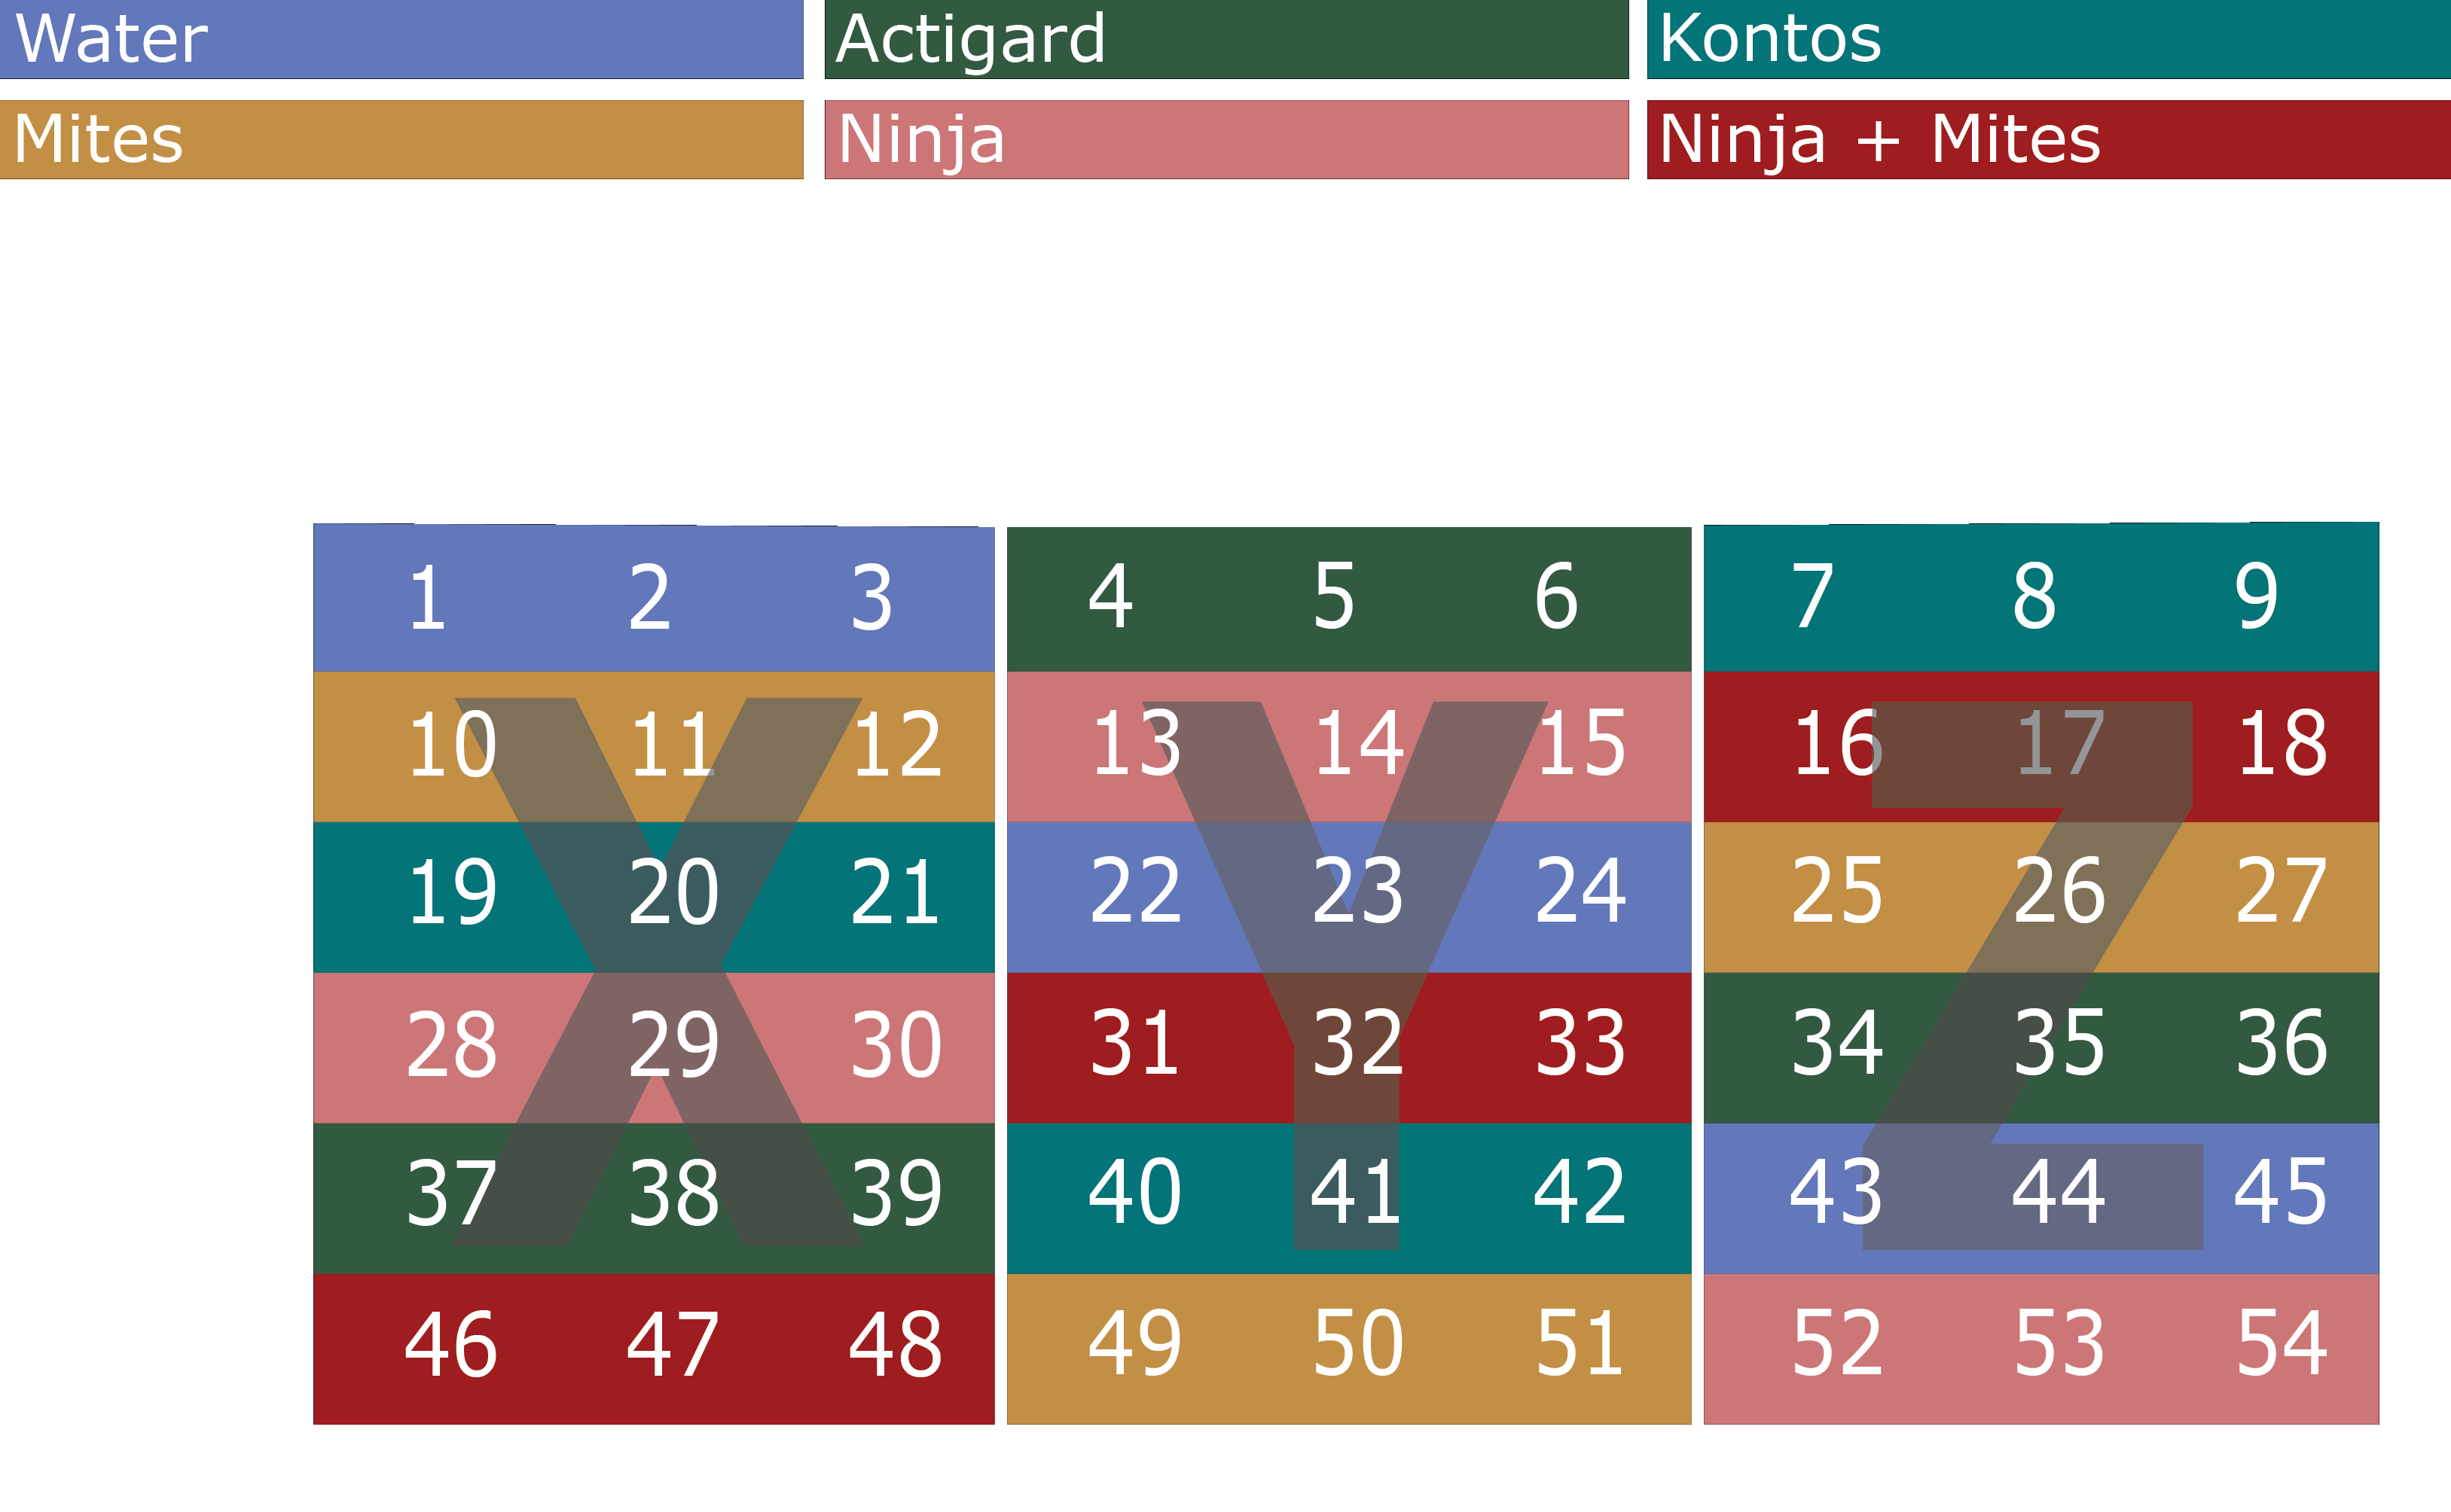 Water Actigard Kontos
Mites Ninja Ninja + Mites
1 2 3 4 5 6 7 8 9
10 11 12 13 14 15 16 17 18
19 20 21 22 23 24 25 26 27
28 29 30 31 32 33 34 35 36
37 38 39 40 41 42 43 44 45
46 47 48 49 50 51 52 53 54
X Y Z